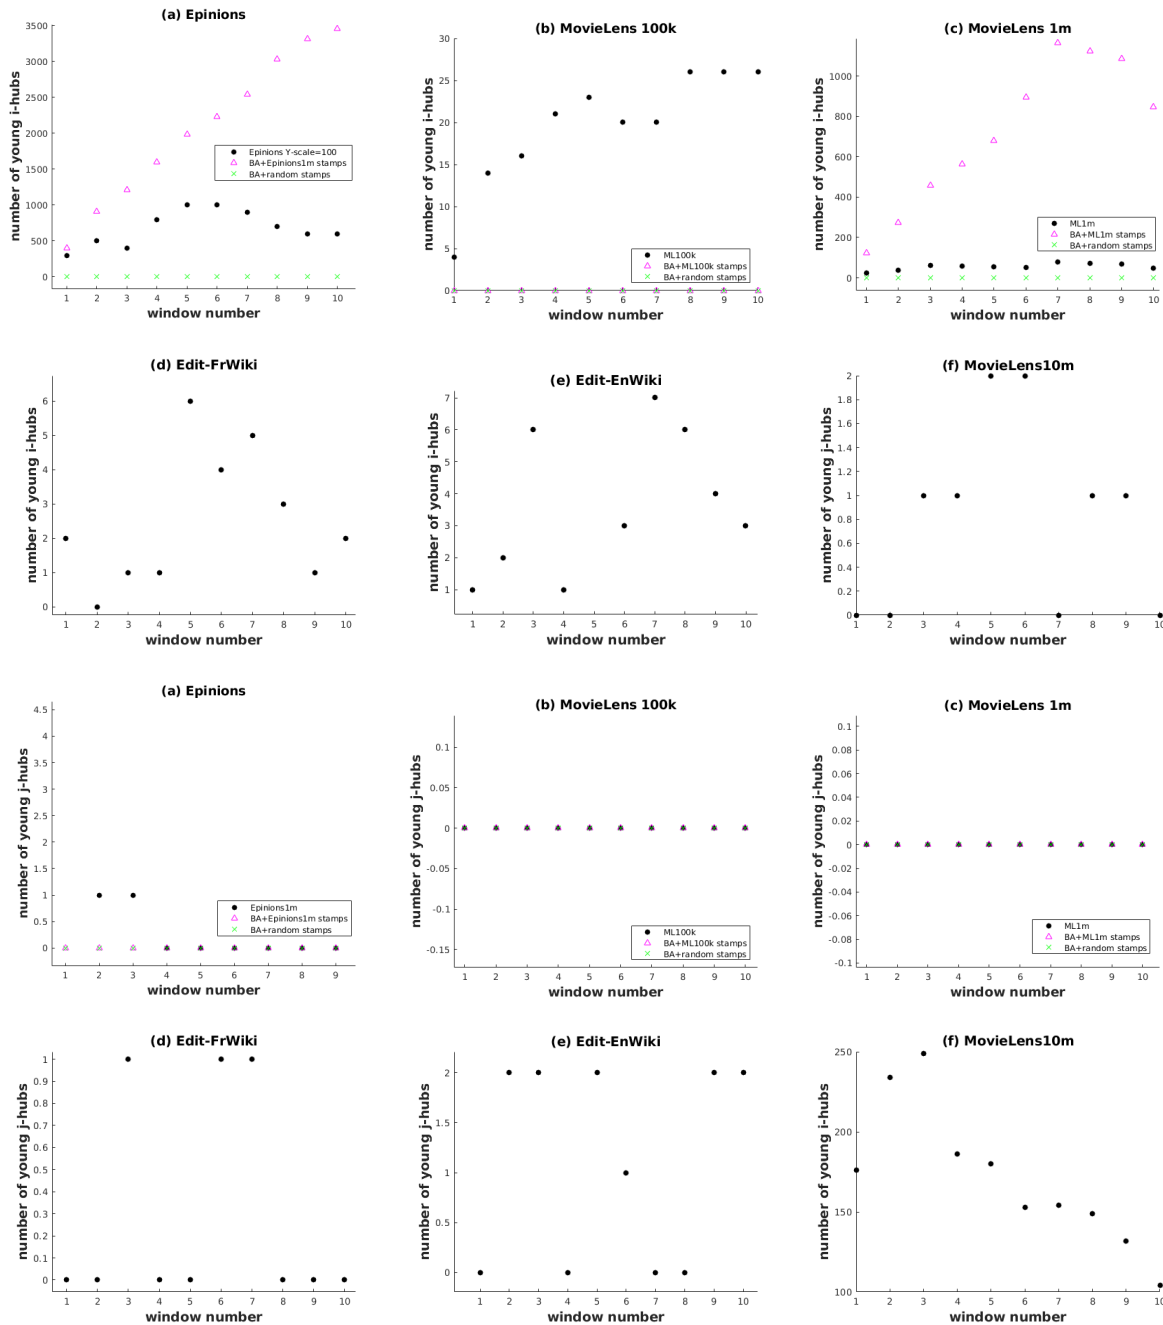 (a) Epinions
number of young i-hubs
3500
3000
2500
2000
1500
1000
500
0
Epinions Y-scale=100
BA+Epinions1m stamps
BA+random stamps
1 2 3 4 5 6 7 8 9 10
window number
(b) MovieLens 100k
number of young i-hubs
30
25
20
15
10
5
0
ML100k
BA+ML100k stamps
BA+random stamps
1 2 3 4 5 6 7 8 9 10
window number
(c) MovieLens 1m
number of young i-hubs
1000
800
600
400
200
0
ML1m
BA+ML1m stamps
BA+random stamps
1 2 3 4 5 6 7 8 9 10
window number
(d) Edit-FrWiki
number of young i-hubs
6
5
4
3
2
1
0
1 2 3 4 5 6 7 8 9 10
window number
(e) Edit-EnWiki
number of young i-hubs
7
6
5
4
3
2
1
1 2 3 4 5 6 7 8 9 10
window number
(f) MovieLens10m
number of young j-hubs
2
1.8
1.6
1.4
1.2
1
0.8
0.6
0.4
0.2
0
1 2 3 4 5 6 7 8 9 10
window number
(a) Epinions
number of young j-hubs
4.5
4
3.5
3
2.5
2
1.5
1
0.5
0
Epinions1m
BA+Epinions1m stamps
BA+random stamps
1 2 3 4 5 6 7 8 9
window number
(b) MovieLens 100k
number of young j-hubs
0.1
0.05
0
-0.05
-0.1
-0.15
ML100k
BA+ML100k stamps
BA+random stamps
1 2 3 4 5 6 7 8 9 10
window number
(c) MovieLens 1m
number of young j-hubs
0.1
0.08
0.06
0.04
0.02
0
-0.02
-0.04
-0.06
-0.08
-0.1
ML1m
BA+ML1m stamps
BA+random stamps
1 2 3 4 5 6 7 8 9 10
window number
(d) Edit-FrWiki
number of young j-hubs
1
0.9
0.8
0.7
0.6
0.5
0.4
0.3
0.2
0.1
0
1 2 3 4 5 6 7 8 9 10
window number
(e) Edit-EnWiki
number of young j-hubs
2
1.5
1
0.5
0
1 2 3 4 5 6 7 8 9 10
window number
(f) MovieLens10m
number of young i-hubs
250
200
150
100
1 2 3 4 5 6 7 8 9 10
window number